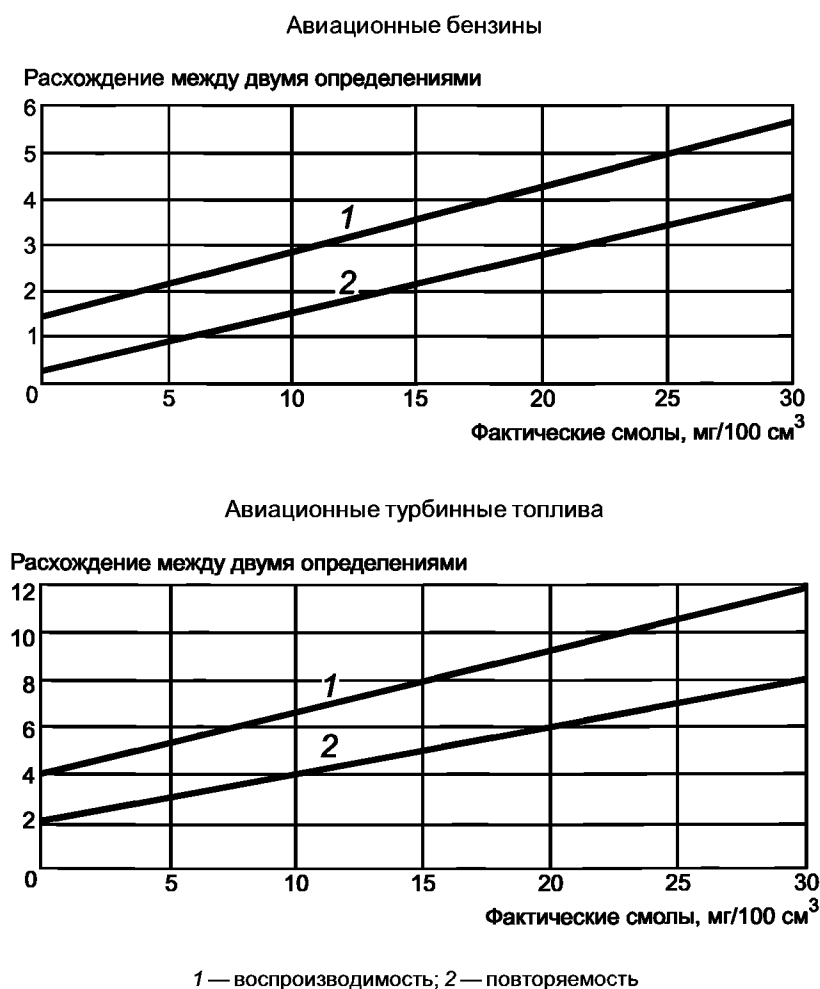 Авиационные бензины
Расхождение между двумя определениями
6
5
4
3
2
1
0
1
2
5 10 15 20 25 30
Фактические смолы, мг/100 см³
Авиационные турбинные топлива
Расхождение между двумя определениями
12
10
8
6
4
2
0
1
2
5 10 15 20 25 30
Фактические смолы, мг/100 см³
1 — воспроизводимость; 2 — повторяемость